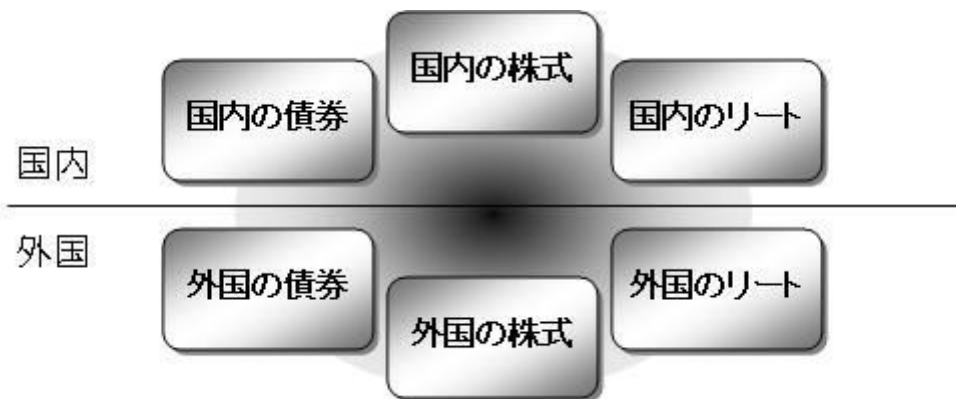 国内の株式
国内の債券
国内のリート
国内
外国
外国の債券
外国のリート
外国の株式